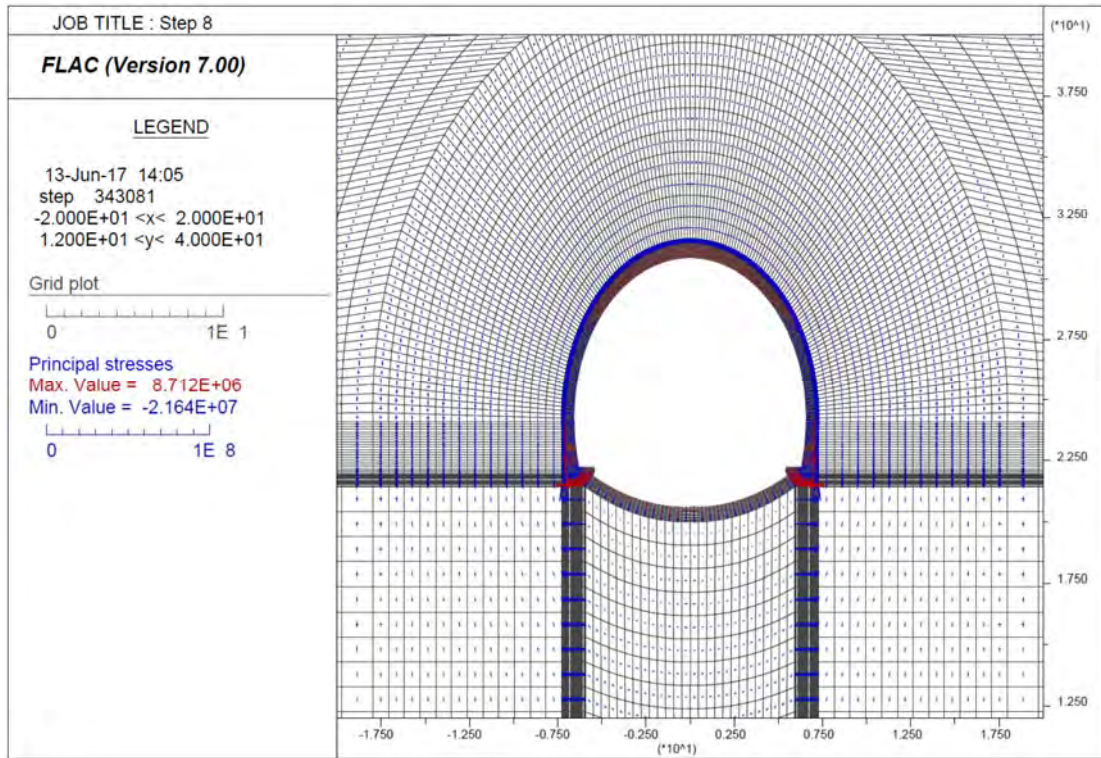 JOB TITLE : Step 8
FLAC (Version 7.00)
LEGEND
13-Jun-17 14:05
step 343081
-2.000E+01 <x< 2.000E+01
1.200E+01 <y< 4.000E+01
Grid plot
0 1E 1
Principal stresses
Max. Value = 8.712E+06
Min. Value = -2.164E+07
0 1E 8
(*10^1)
3.750
3.250
2.750
2.250
1.750
1.250
-1.750 -1.250 -0.750 -0.250 0.250 0.750 1.250 1.750
(*10^1)